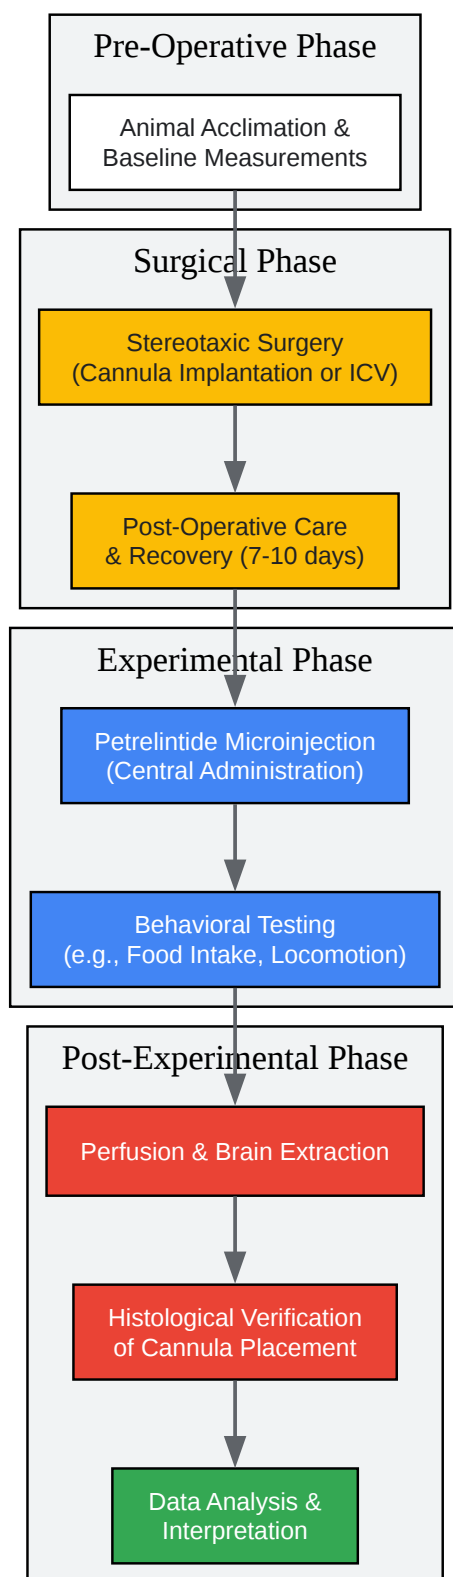 Pre-Operative Phase
Animal Acclimation &
Baseline Measurements
Surgical Phase
Stereotaxic Surgery
(Cannula Implantation or ICV)
Post-Operative Care
& Recovery (7-10 days)
Experimental Phase
Petrelintide Microinjection
(Central Administration)
Behavioral Testing
(e.g., Food Intake, Locomotion)
Post-Experimental Phase
Perfusion & Brain Extraction
Histological Verification
of Cannula Placement
Data Analysis &
Interpretation